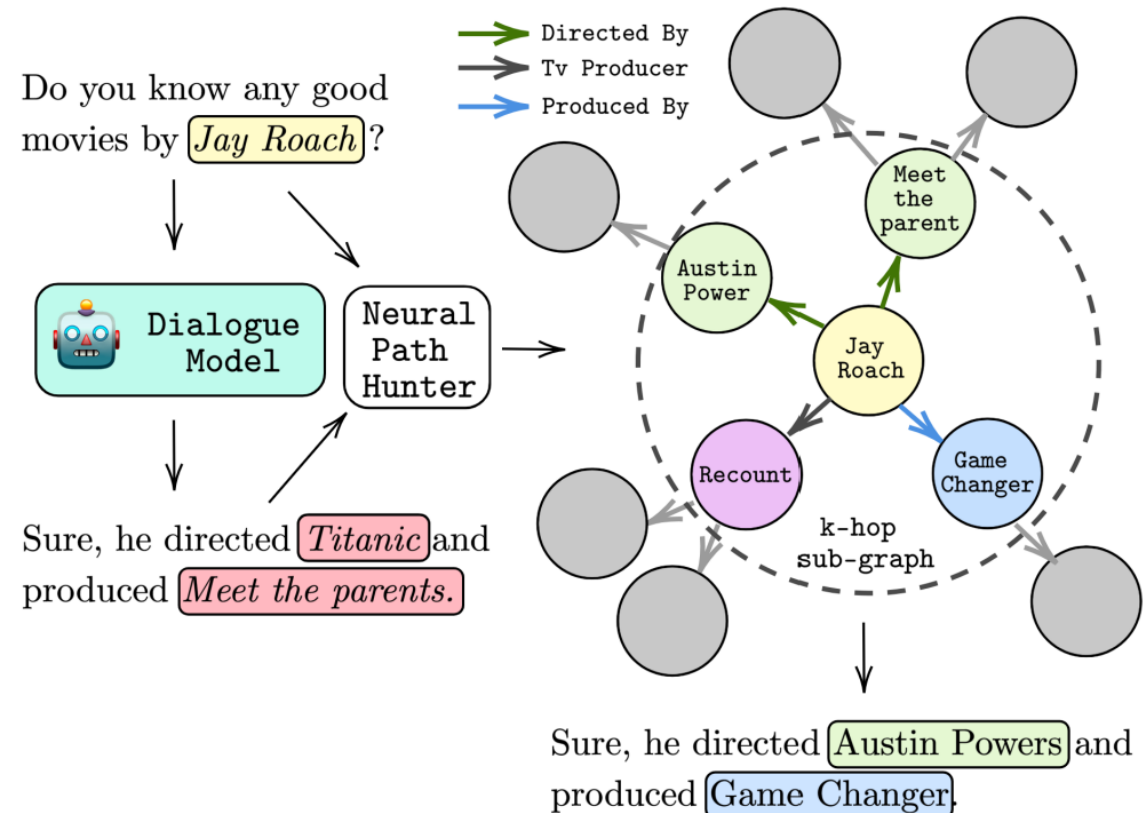 Do you know any good
movies by Jay Roach?
Dialogue
Model
Neural
Path
Hunter
Sure, he directed Titanic and
produced Meet the parents.
Directed By
Tv Producer
Produced By
Meet
the
parent
Austin
Power
Jay
Roach
Recount
Game
Changer
k-hop
sub-graph
Sure, he directed Austin Powers and
produced Game Changer.